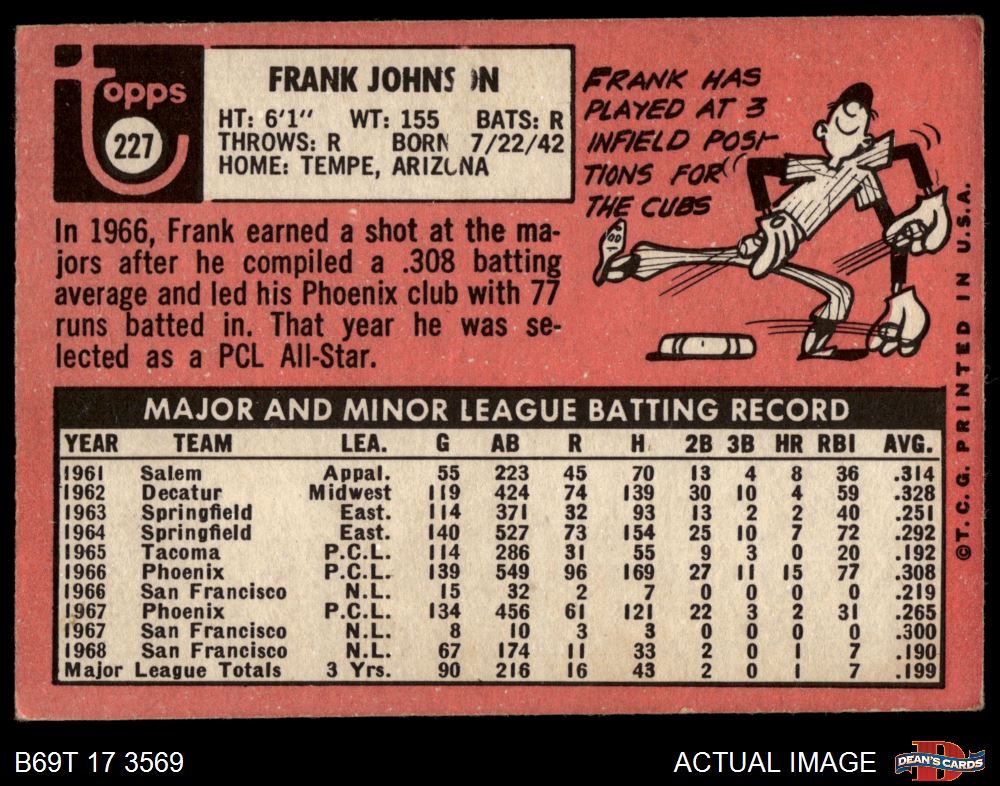 Topps
227
FRANK JOHNSON
HT: 6'1" WT: 155 BATS: R
THROWS: R BORN 7/22/42
HOME: TEMPE, ARIZONA
FRANK HAS
PLAYED AT 3
INFIELD POSI-
TIONS FOR
THE CUBS
In 1966, Frank earned a shot at the ma-
jors after he compiled a .308 batting
average and led his Phoenix club with 77
runs batted in. That year he was se-
lected as a PCL All-Star.
MAJOR AND MINOR LEAGUE BATTING RECORD
YEAR TEAM LEA. G AB R H 2B 3B HR RBI AVG.
1961 Salem Appal. 55 223 45 70 13 4 8 36 .314
1962 Decatur Midwest 119 424 74 139 30 10 4 59 .328
1963 Springfield East. 114 371 32 93 13 2 2 40 .251
1964 Springfield East. 140 527 73 154 25 10 7 72 .292
1965 Tacoma P.C.L. 114 286 31 55 9 3 0 20 .192
1966 Phoenix P.C.L. 139 549 96 169 27 11 15 77 .308
1966 San Francisco N.L. 15 32 2 7 0 0 0 0 .219
1967 Phoenix P.C.L. 134 456 61 121 22 3 2 31 .265
1967 San Francisco N.L. 8 10 3 3 0 0 0 0 .300
1968 San Francisco N.L. 67 174 11 33 2 0 1 7 .190
Major League Totals 3 Yrs. 90 216 16 43 2 0 1 7 .199
©T.C.G. PRINTED IN U.S.A.
B69T 17 3569
ACTUAL IMAGE
D
DEAN'S CARDS